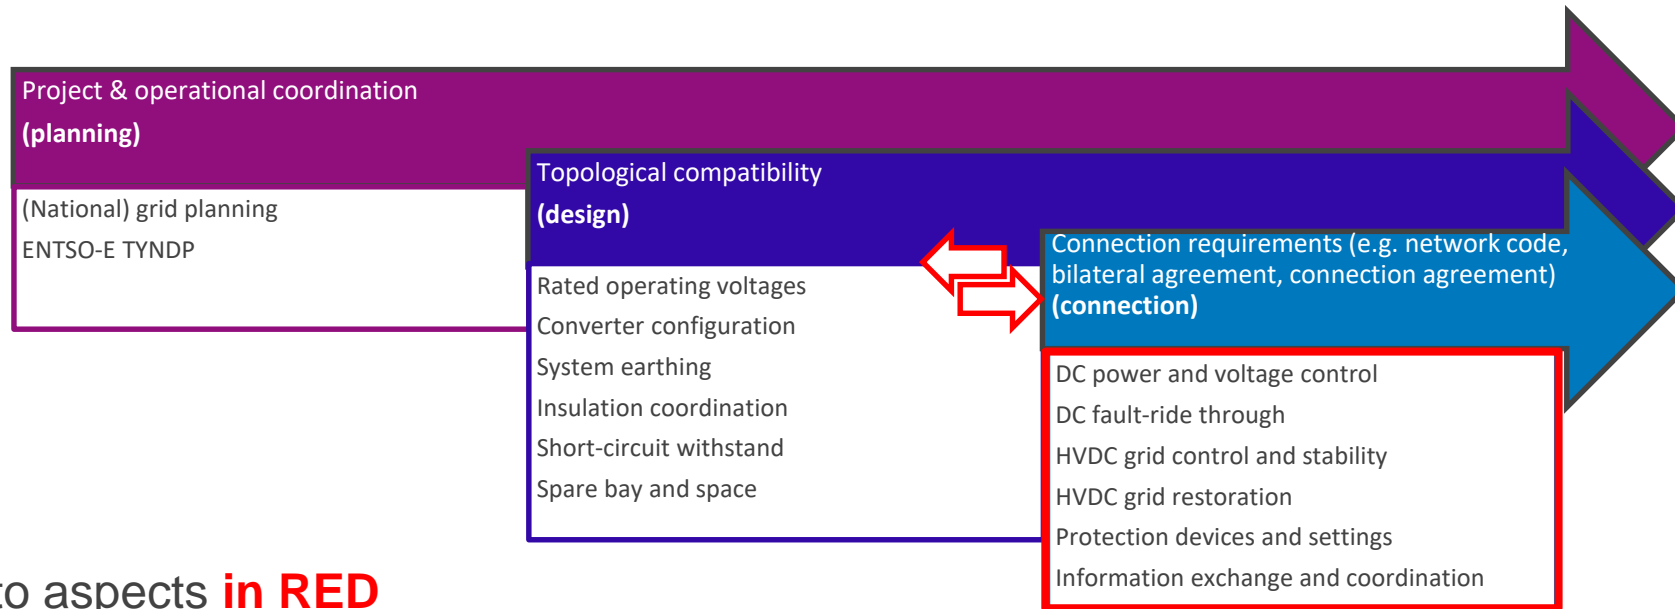 Project & operational coordination
(planning)
(National) grid planning
ENTSO-E TYNDP
Topological compatibility
(design)
Rated operating voltages
Converter configuration
System earthing
Insulation coordination
Short-circuit withstand
Spare bay and space
Connection requirements (e.g. network code,
bilateral agreement, connection agreement)
(connection)
DC power and voltage control
DC fault-ride through
HVDC grid control and stability
HVDC grid restoration
Protection devices and settings
Information exchange and coordination
to aspects in RED